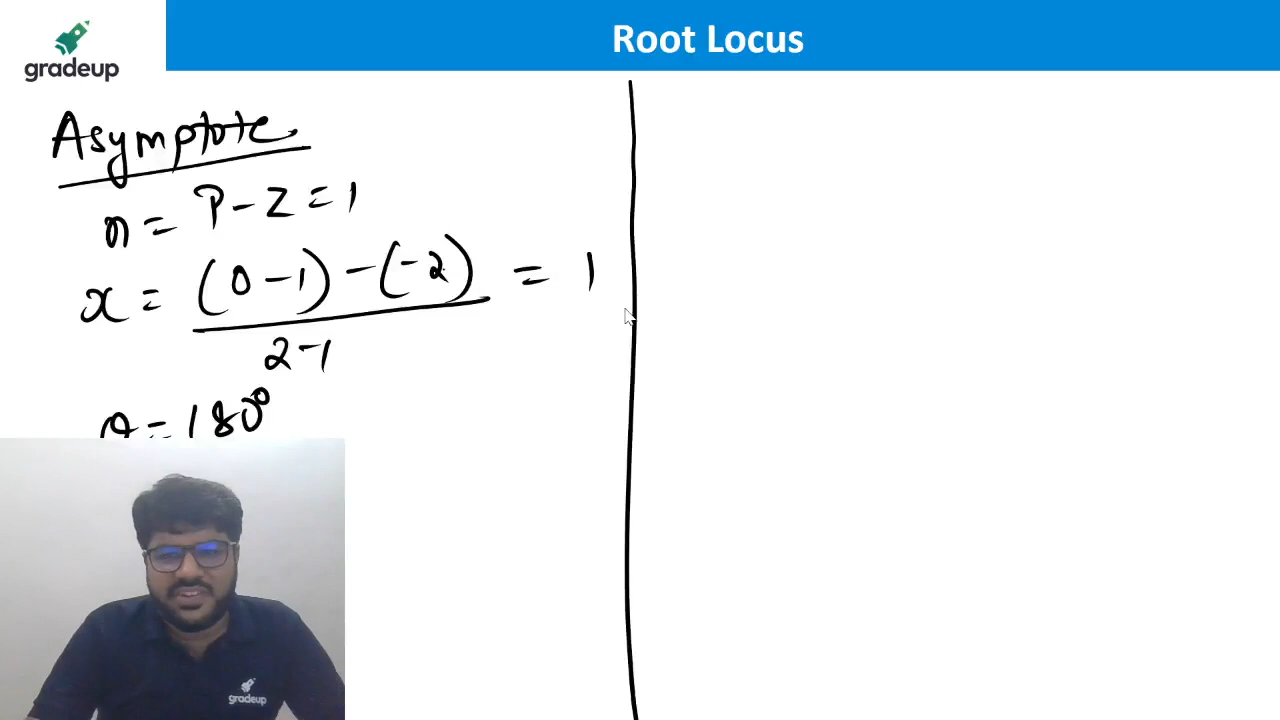 gradeup
Root Locus
Asymptote
n = P - Z = 1
x = (0 - 1) - (-2) = 1
2-1
θ = 180°
gradeup